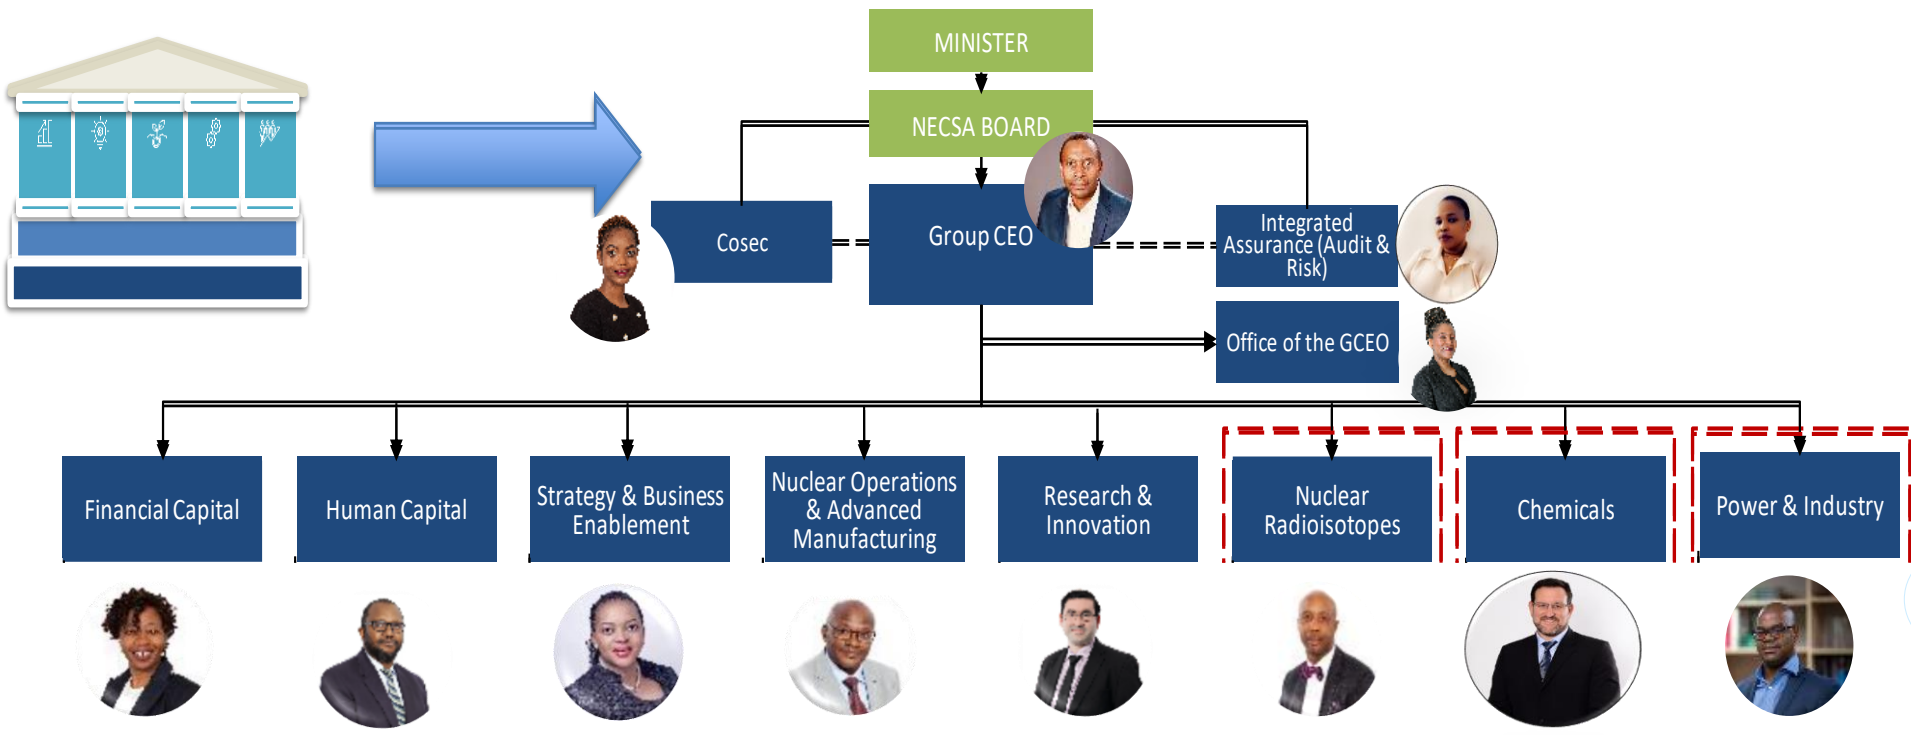 MINISTER
NECSA BOARD
Group CEO
Cosec
Integrated
Assurance (Audit &
Risk)
Office of the GCEO
Financial Capital
Human Capital
Strategy & Business
Enablement
Nuclear Operations
& Advanced
Manufacturing
Research &
Innovation
Nuclear
Radioisotopes
Chemicals
Power & Industry